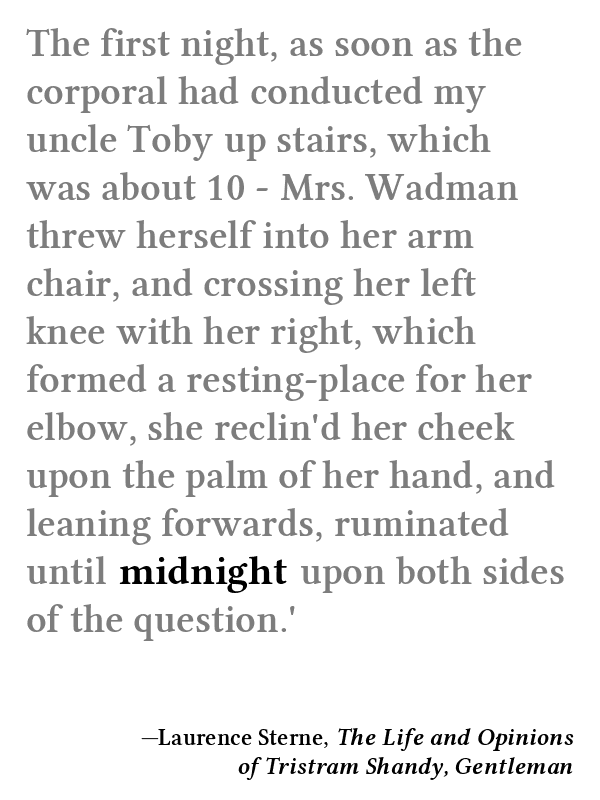 The first night, as soon as the
corporal had conducted my
uncle Toby up stairs, which
was about 10 - Mrs. Wadman
threw herself into her arm
chair, and crossing her left
knee with her right, which
formed a resting-place for her
elbow, she reclin'd her cheek
upon the palm of her hand, and
leaning forwards, ruminated
until midnight upon both sides
of the question.'
—Laurence Sterne, The Life and Opinions
of Tristram Shandy, Gentleman